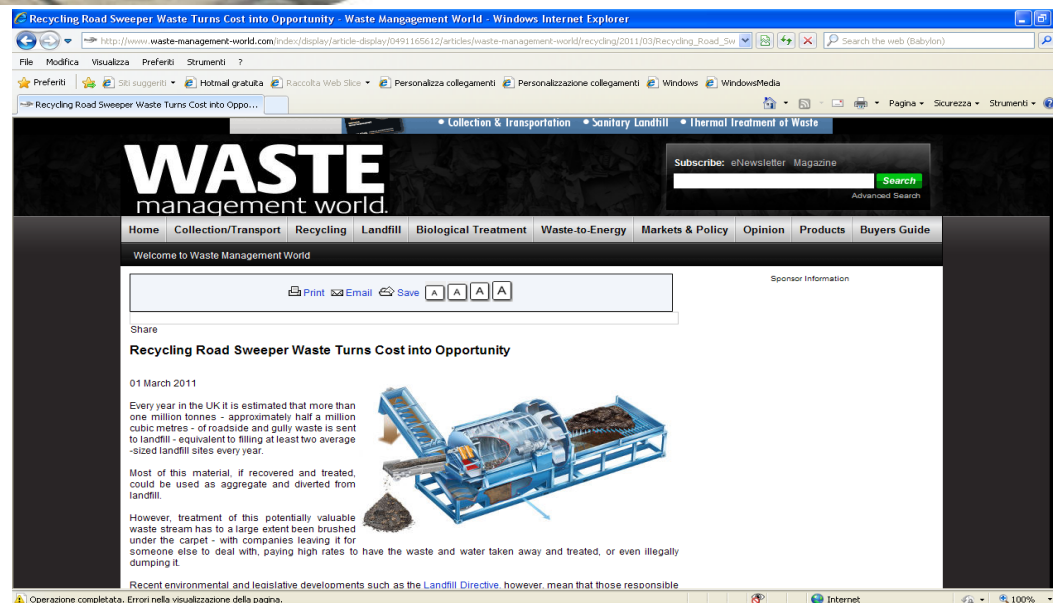 Recycling Road Sweeper Waste Turns Cost into Opportunity - Waste Mangagement World - Windows Internet Explorer
http://www.waste-management-world.com/index/display/article-display/0491165612/articles/waste-management-world/recycling/2011/03/Recycling_Road_Sw
Search the web (Babylon)
File Modifica Visualizza Preferiti Strumenti ?
Preferiti Siti suggeriti Hotmail gratuita Raccolta Web Slice Personalizza collegamenti Personalizzazione collegamenti Windows WindowsMedia
Recycling Road Sweeper Waste Turns Cost into Oppo... Pagina Sicurezza Strumenti
• Collection & Transportation • Sanitary Landfill • Thermal Treatment of Waste
WASTE
management world.
Subscribe: eNewsletter Magazine
Search
Advanced Search
Home Collection/Transport Recycling Landfill Biological Treatment Waste-to-Energy Markets & Policy Opinion Products Buyers Guide
Welcome to Waste Management World
Sponsor Information
Print Email Save A A A A
Share
Recycling Road Sweeper Waste Turns Cost into Opportunity
01 March 2011
Every year in the UK it is estimated that more than
one million tonnes - approximately half a million
cubic metres - of roadside and gully waste is sent
to landfill - equivalent to filling at least two average
-sized landfill sites every year.
Most of this material, if recovered and treated,
could be used as aggregate and diverted from
landfill.
However, treatment of this potentially valuable
waste stream has to a large extent been brushed
under the carpet - with companies leaving it for
someone else to deal with, paying high rates to have the waste and water taken away and treated, or even illegally
dumping it.
Recent environmental and legislative developments such as the Landfill Directive, however, mean that those responsible
Operazione completata. Errori nella visualizzazione della pagina. Internet 100%